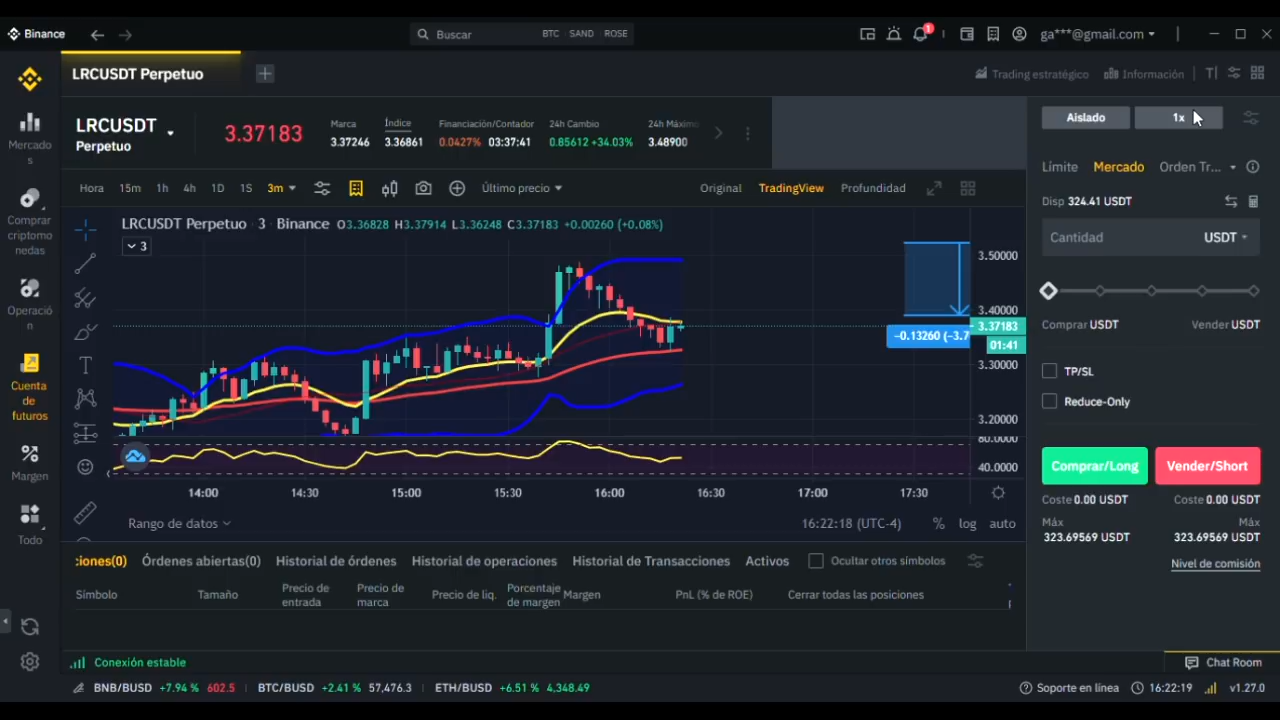 Binance
Buscar BTC SAND ROSE
1
ga***@gmail.com
LRCUSDT Perpetuo
Trading estratégico Información
Mercado
s
Comprar
criptomo
nedas
Operació
n
Cuenta
de
futuros
Margen
Todo
LRCUSDT
Perpetuo
3.37183
Marca
3.37246
Índice
3.36861
Financiación/Contador
0.0427% 03:37:41
24h Cambio
0.85612 +34.03%
24h Máximo
3.48900
Hora 15m 1h 4h 1D 1S 3m Último precio Original TradingView Profundidad
LRCUSDT Perpetuo · 3 · Binance O3.36828 H3.37914 L3.36248 C3.37183 +0.00260 (+0.08%)
3
3.50000
3.40000
3.37183
01:41
−0.13260 (−3.7
3.30000
3.20000
80.0000
40.0000
14:00 14:30 15:00 15:30 16:00 16:30 17:00 17:30
Rango de datos 16:22:18 (UTC-4) % log auto
Aislado 1x
Límite Mercado Orden Tr...
Disp 324.41 USDT
Cantidad USDT
Comprar USDT Vender USDT
TP/SL
Reduce-Only
Comprar/Long Vender/Short
Coste 0.00 USDT Coste 0.00 USDT
Máx Máx
323.69569 USDT 323.69569 USDT
Nivel de comisión
ciones(0) Órdenes abiertas(0) Historial de órdenes Historial de operaciones Historial de Transacciones Activos Ocultar otros símbolos
Símbolo Tamaño Precio de entrada Precio de marca Precio de liq. Porcentaje de margen Margen PnL (% de ROE) Cerrar todas las posiciones
Conexión estable
Chat Room
BNB/BUSD +7.94 % 602.5 BTC/BUSD +2.41 % 57,476.3 ETH/BUSD +6.51 % 4,348.49
Soporte en línea 16:22:19 v1.27.0